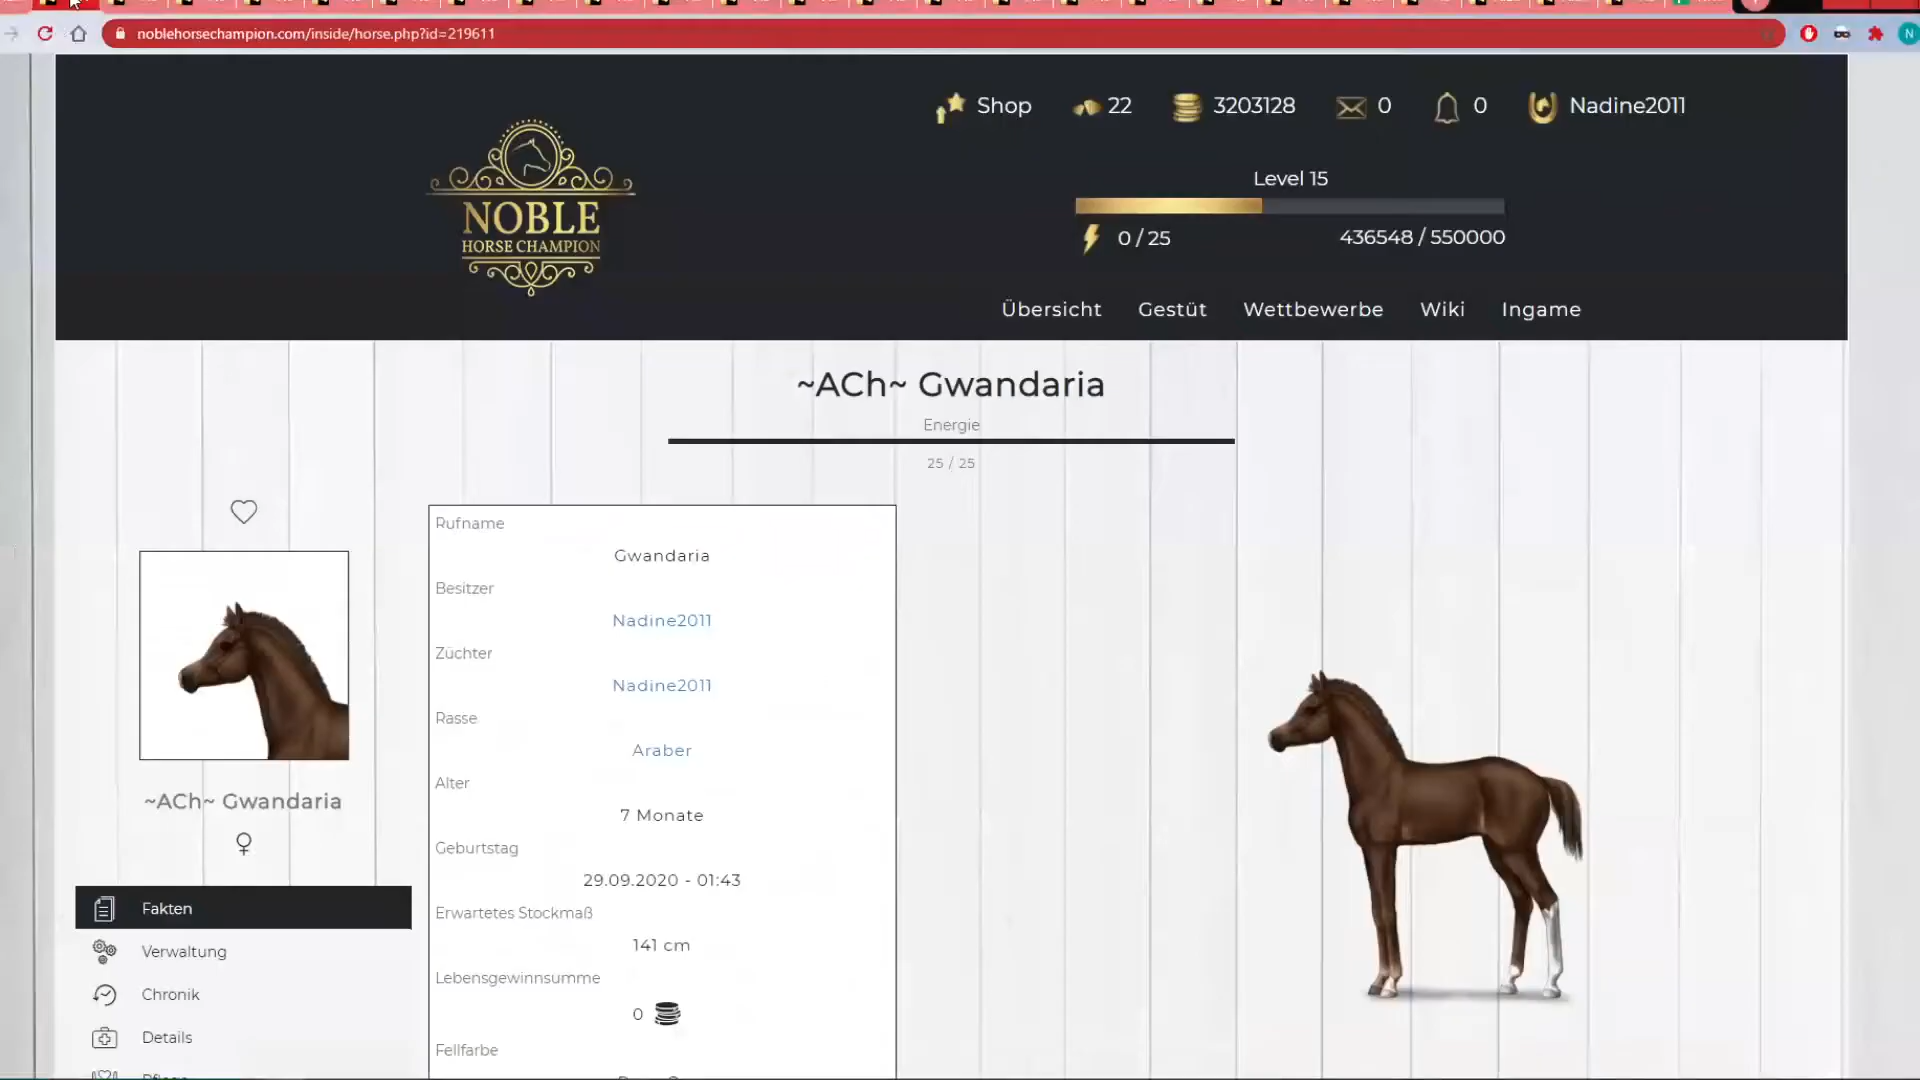 noblehorsechampion.com/inside/horse.php?id=219611
N
Shop 22 3203128 0 0 Nadine2011
NOBLE
HORSE CHAMPION
Level 15
0 / 25 436548 / 550000
Übersicht Gestüt Wettbewerbe Wiki Ingame
~ACh~ Gwandaria
Energie
25 / 25
~ACh~ Gwandaria
Fakten
Verwaltung
Chronik
Details
Rufname
Gwandaria
Besitzer
Nadine2011
Züchter
Nadine2011
Rasse
Araber
Alter
7 Monate
Geburtstag
29.09.2020 - 01:43
Erwartetes Stockmaß
141 cm
Lebensgewinnsumme
0
Fellfarbe